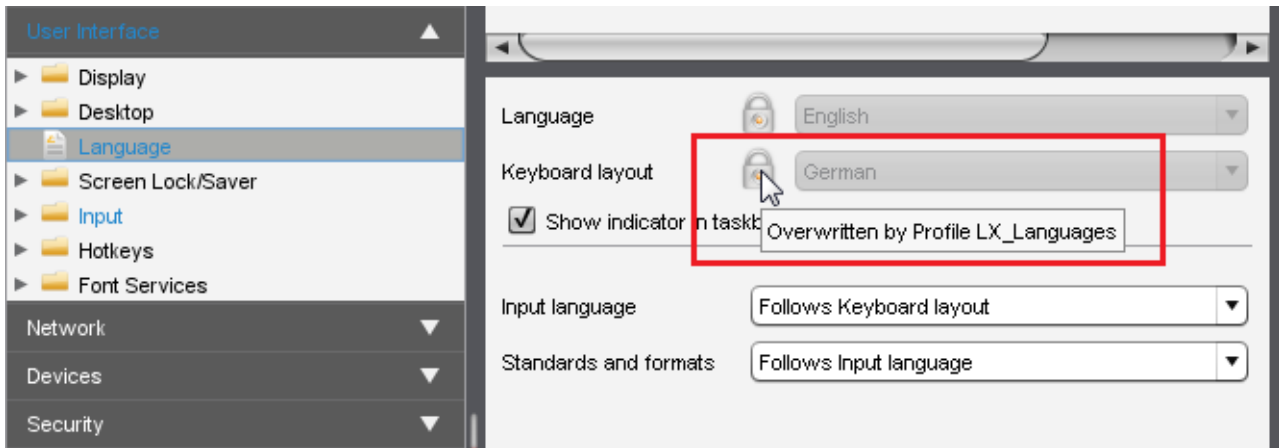 User Interface
Display
Desktop
Language
Screen Lock/Saver
Input
Hotkeys
Font Services
Network
Devices
Security
Language English
Keyboard layout German
Show indicator in taskb
Overwritten by Profile LX_Languages
Input language Follows Keyboard layout
Standards and formats Follows Input language